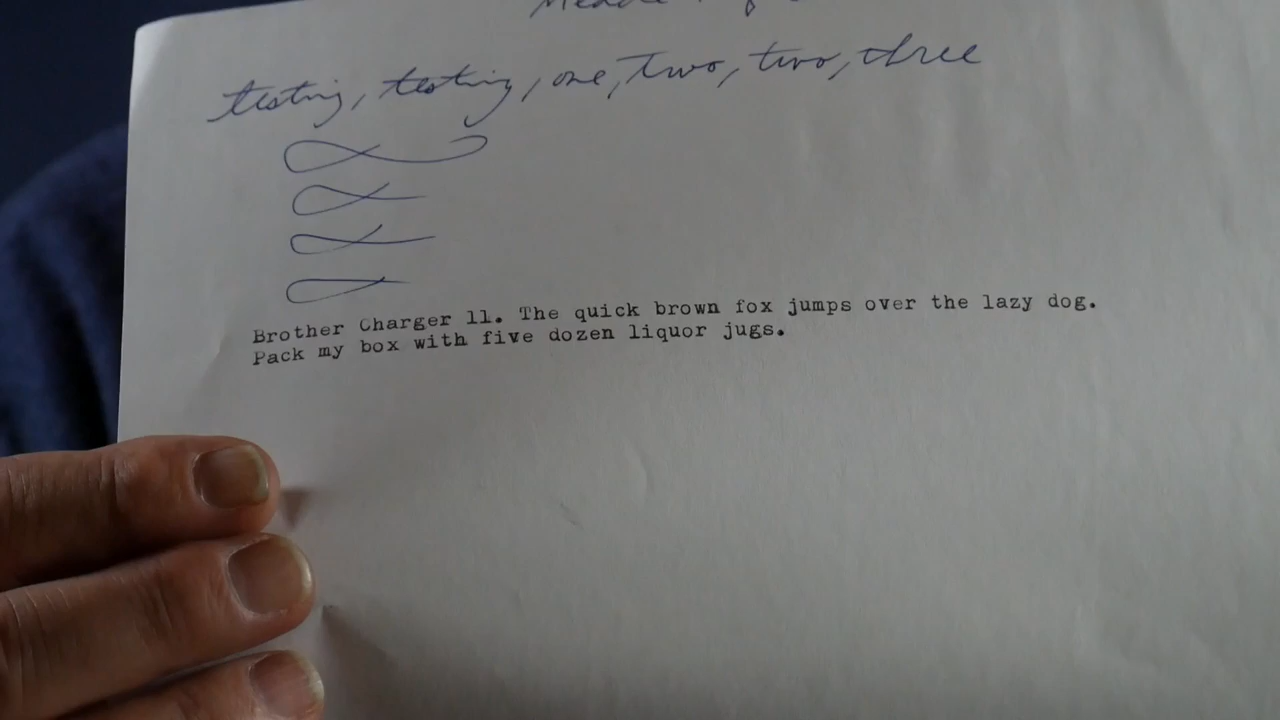 testing, testing, one, two, two, three
Brother Charger 11. The quick brown fox jumps over the lazy dog.
Pack my box with five dozen liquor jugs.